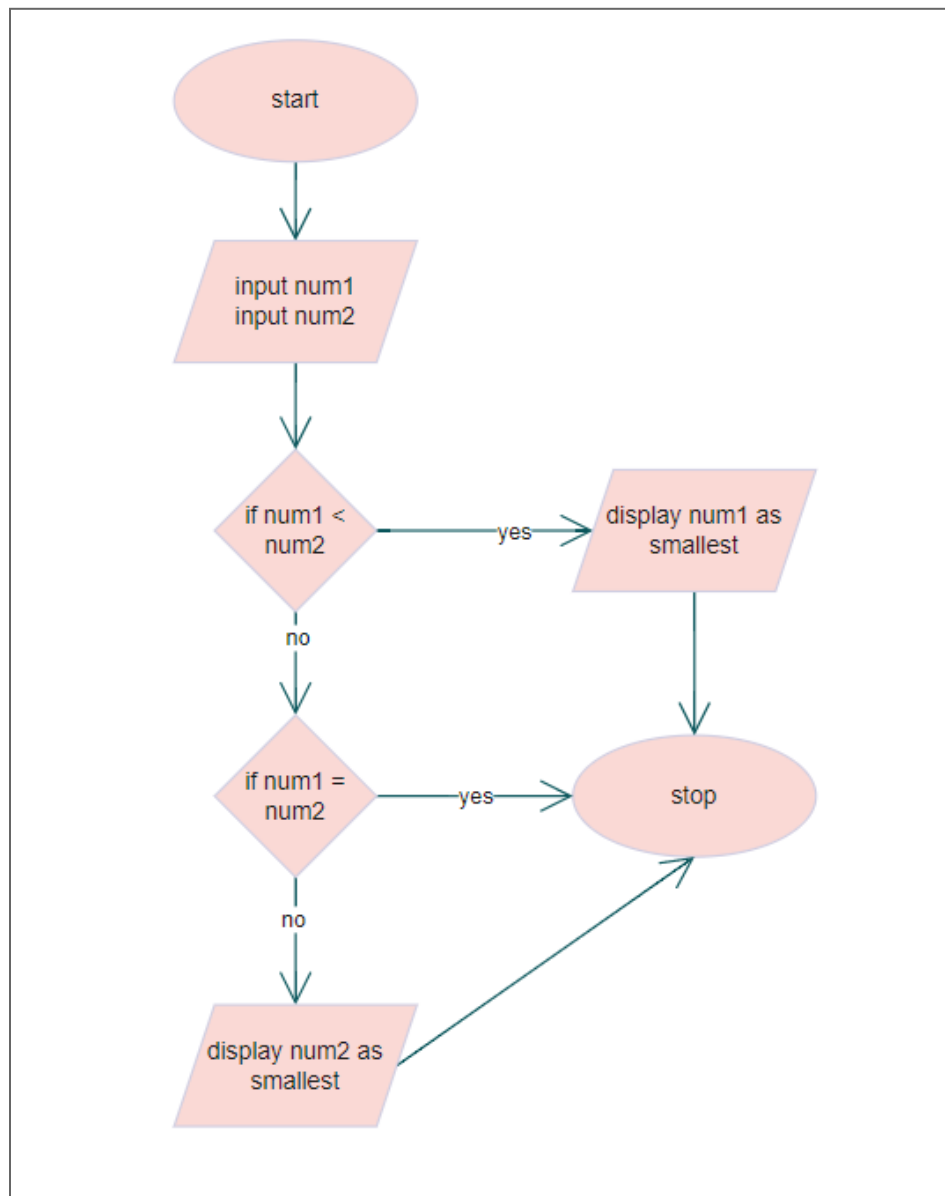 start
input num1
input num2
if num1 <
num2
yes
display num1 as
smallest
no
if num1 =
num2
yes
stop
no
display num2 as
smallest